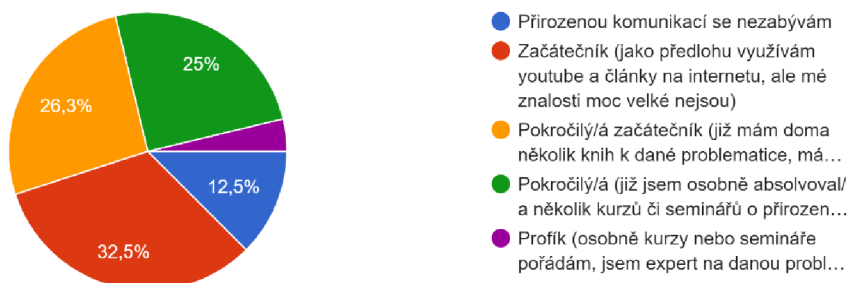 25%
26,3%
12,5%
32,5%
Přirozenou komunikací se nezabývám
Začátečník (jako předlohu využívám
youtube a články na internetu, ale mé
znalosti moc velké nejsou)
Pokročilý/á začátečník (již mám doma
několik knih k dané problematice, má…
Pokročilý/á (již jsem osobně absolvoval/
a několik kurzů či seminářů o přirozen…
Profík (osobně kurzy nebo semináře
pořádám, jsem expert na danou probl…